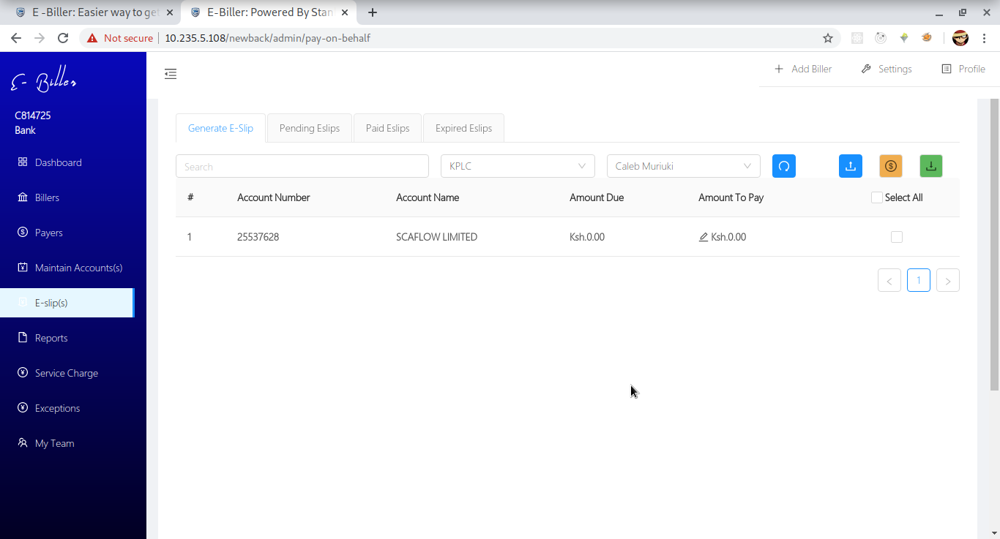 E -Biller: Easier way to get
E-Biller: Powered By Stan
Not secure
10.235.5.108/newback/admin/pay-on-behalf
E- Biller
C814725
Bank
Dashboard
Billers
Payers
Maintain Accounts(s)
E-slip(s)
Reports
Service Charge
Exceptions
My Team
Add Biller
Settings
Profile
Generate E-Slip
Pending Eslips
Paid Eslips
Expired Eslips
Search
KPLC
Caleb Muriuki
# Account Number Account Name Amount Due Amount To Pay Select All
1 25537628 SCAFLOW LIMITED Ksh.0.00 Ksh.0.00
< 1 >